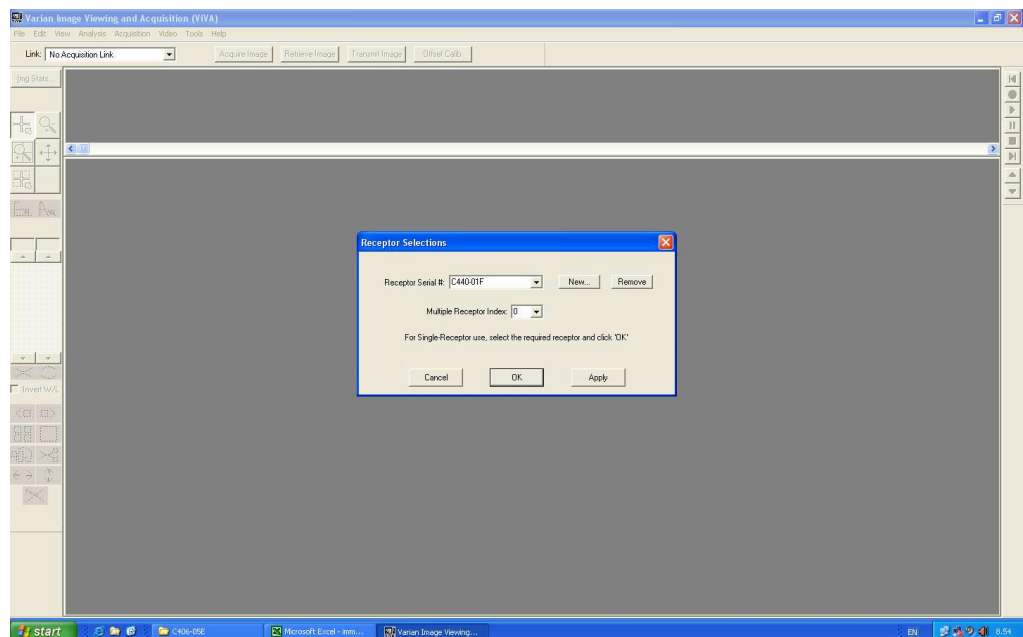 Varian Image Viewing and Acquisition (ViVA)
File Edit View Analysis Acquisition Video Tools Help
Link: No Acquisition Link Acquire Image Retrieve Image Transmit Image Offset Calib.
Img Stats...
Receptor Selections
Receptor Serial #: C440-01F New... Remove
Multiple Receptor Index: 0
For Single-Receptor use, select the required receptor and click 'OK'
Cancel OK Apply
Invert W/L
start C406-05E Microsoft Excel - imm... Varian Image Viewing... EN 8.54